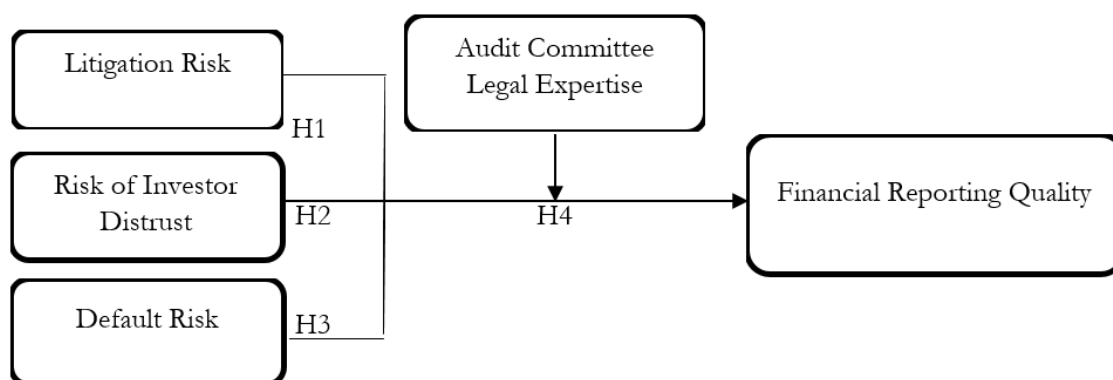 Litigation Risk
H1
Risk of Investor
Distrust
H2
Default Risk
H3
Audit Committee
Legal Expertise
H4
Financial Reporting Quality